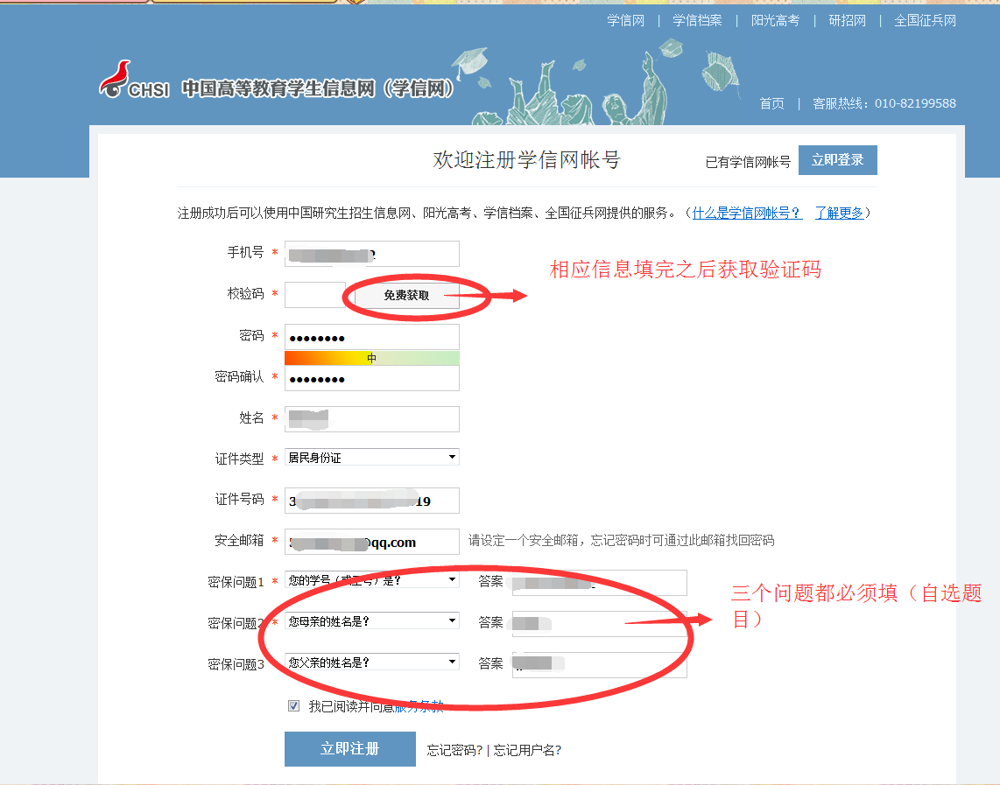 学信网 | 学信档案 | 阳光高考 | 研招网 | 全国征兵网
CHSI 中国高等教育学生信息网（学信网）
首页 | 客服热线：010-82199588
欢迎注册学信网帐号
已有学信网帐号 立即登录
注册成功后可以使用中国研究生招生信息网、阳光高考、学信档案、全国征兵网提供的服务。（什么是学信网帐号？ 了解更多）
手机号 *
相应信息填完之后获取验证码
校验码 * 免费获取
密码 * ●●●●●●●●
中
密码确认 * ●●●●●●●●
姓名 *
证件类型 * 居民身份证
证件号码 * 3 19
安全邮箱 * qq.com 请设定一个安全邮箱，忘记密码时可通过此邮箱找回密码
密保问题1 * 您的学号（或工号）是？ 答案
三个问题都必须填（自选题
目）
密保问题2 * 您母亲的姓名是？ 答案
密保问题3 您父亲的姓名是？ 答案
我已阅读并同意服务条款
立即注册 忘记密码? | 忘记用户名?